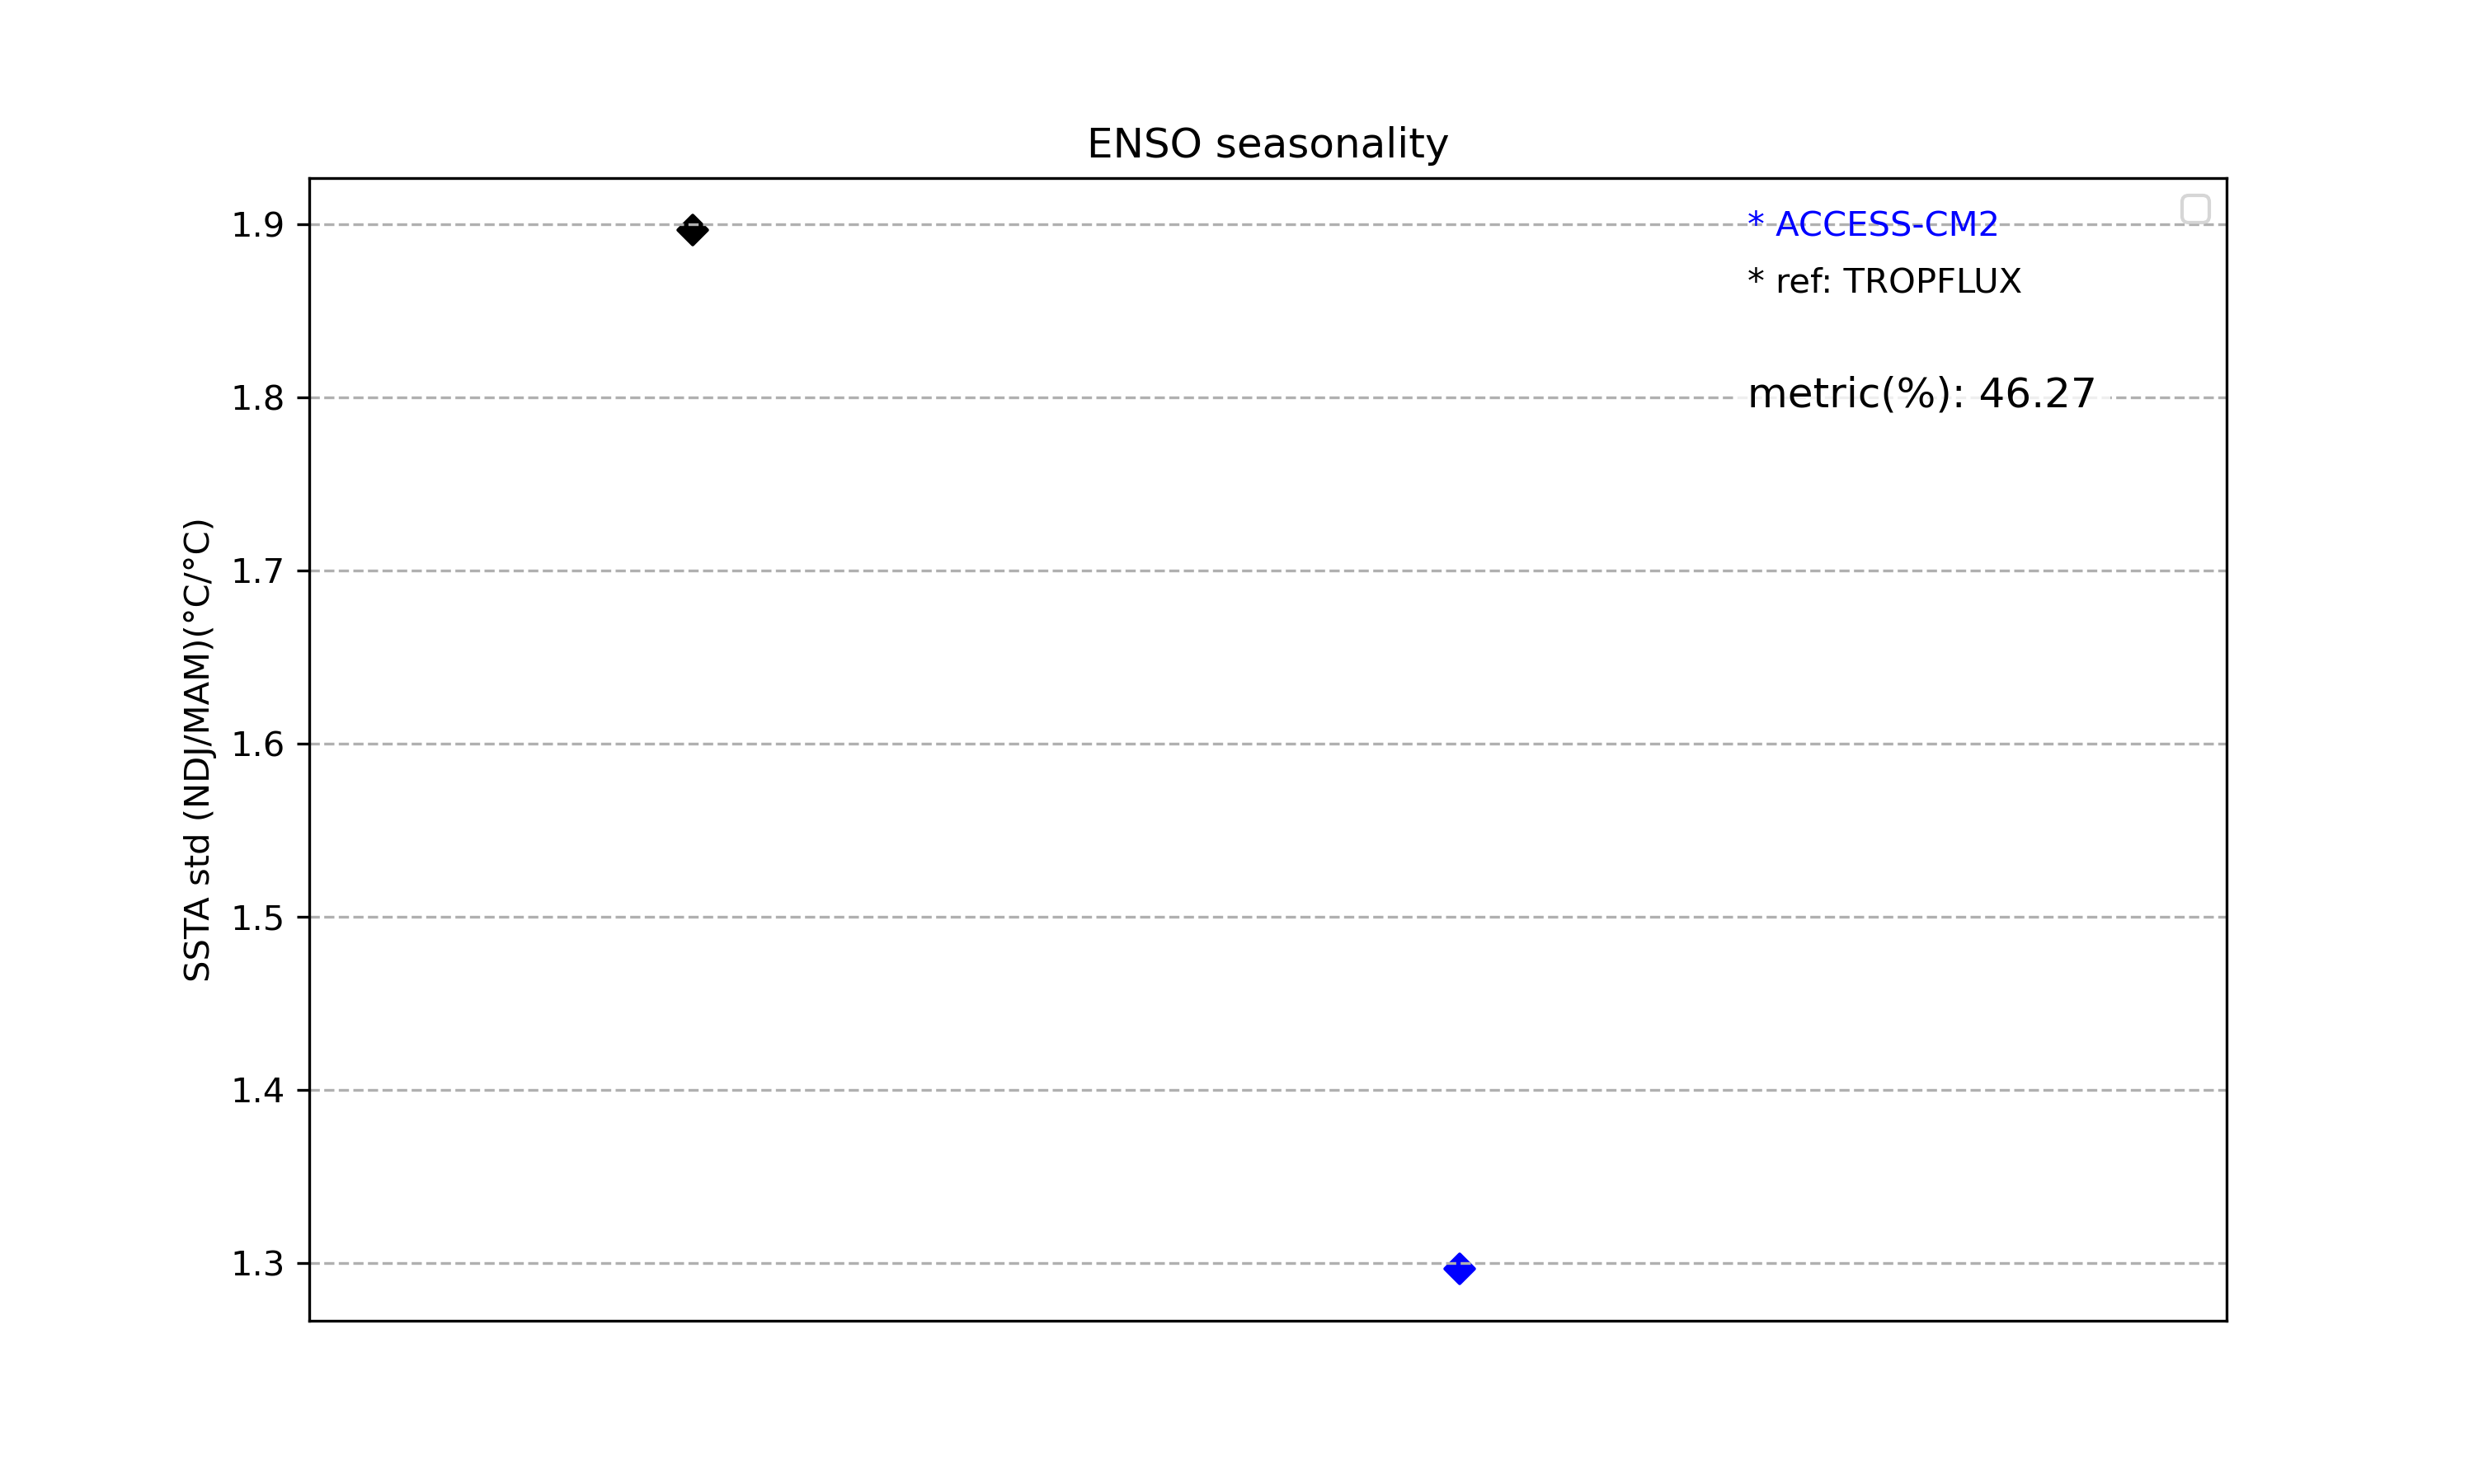 ENSO seasonality
* ACCESS-CM2
* ref: TROPFLUX
metric(%): 46.27
SSTA std (NDJ/MAM)(°C/°C)
1.9
1.8
1.7
1.6
1.5
1.4
1.3